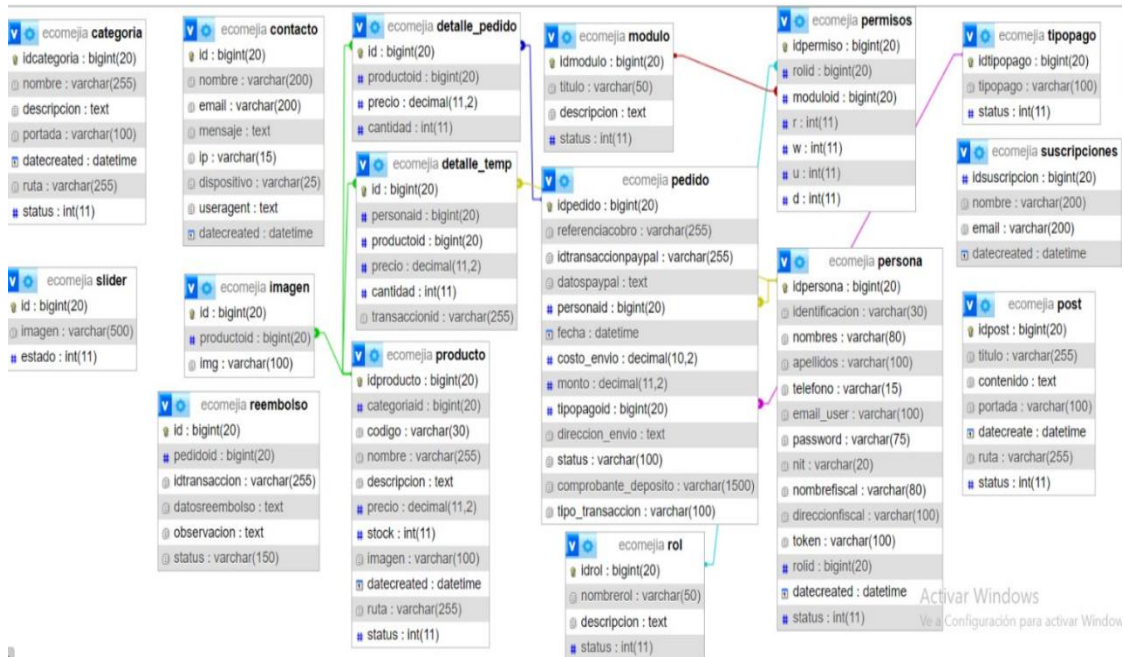 ecomejia categoria
idcategoria : bigint(20)
nombre : varchar(255)
descripcion : text
portada : varchar(100)
datecreated : datetime
ruta : varchar(255)
status : int(11)
ecomejia contacto
id : bigint(20)
nombre : varchar(200)
email : varchar(200)
mensaje : text
ip : varchar(15)
dispositivo : varchar(25)
useragent : text
datecreated : datetime
ecomejia detalle_pedido
id : bigint(20)
productoid : bigint(20)
precio : decimal(11,2)
cantidad : int(11)
ecomejia modulo
idmodulo : bigint(20)
titulo : varchar(50)
descripcion : text
status : int(11)
ecomejia permisos
idpermiso : bigint(20)
rolid : bigint(20)
moduloid : bigint(20)
r : int(11)
w : int(11)
u : int(11)
d : int(11)
ecomejia tipopago
idtipopago : bigint(20)
tipopago : varchar(100)
status : int(11)
ecomejia detalle_temp
id : bigint(20)
personaid : bigint(20)
productoid : bigint(20)
precio : decimal(11,2)
cantidad : int(11)
transaccionid : varchar(255)
ecomejia pedido
idpedido : bigint(20)
referenciacobro : varchar(255)
idtransaccionpaypal : varchar(255)
datospaypal : text
personaid : bigint(20)
fecha : datetime
costo_envio : decimal(10,2)
monto : decimal(11,2)
tipopagoid : bigint(20)
direccion_envio : text
status : varchar(100)
comprobante_deposito : varchar(1500)
tipo_transaccion : varchar(100)
ecomejia suscripciones
idsuscripcion : bigint(20)
nombre : varchar(200)
email : varchar(200)
datecreated : datetime
ecomejia slider
id : bigint(20)
imagen : varchar(500)
estado : int(11)
ecomejia imagen
id : bigint(20)
productoid : bigint(20)
img : varchar(100)
ecomejia persona
idpersona : bigint(20)
identificacion : varchar(30)
nombres : varchar(80)
apellidos : varchar(100)
telefono : varchar(15)
email_user : varchar(100)
password : varchar(75)
nit : varchar(20)
nombrefiscal : varchar(80)
direccionfiscal : varchar(100)
token : varchar(100)
rolid : bigint(20)
datecreated : datetime
status : int(11)
ecomejia post
idpost : bigint(20)
titulo : varchar(255)
contenido : text
portada : varchar(100)
datecreate : datetime
ruta : varchar(255)
status : int(11)
ecomejia producto
idproducto : bigint(20)
categoriaid : bigint(20)
codigo : varchar(30)
nombre : varchar(255)
descripcion : text
precio : decimal(11,2)
stock : int(11)
imagen : varchar(100)
datecreated : datetime
ruta : varchar(255)
status : int(11)
ecomejia reembolso
id : bigint(20)
pedidoid : bigint(20)
idtransaccion : varchar(255)
datosreembolso : text
observacion : text
status : varchar(150)
ecomejia rol
idrol : bigint(20)
nombrerol : varchar(50)
descripcion : text
status : int(11)
Activar Windows
Ve a Configuración para activar Window